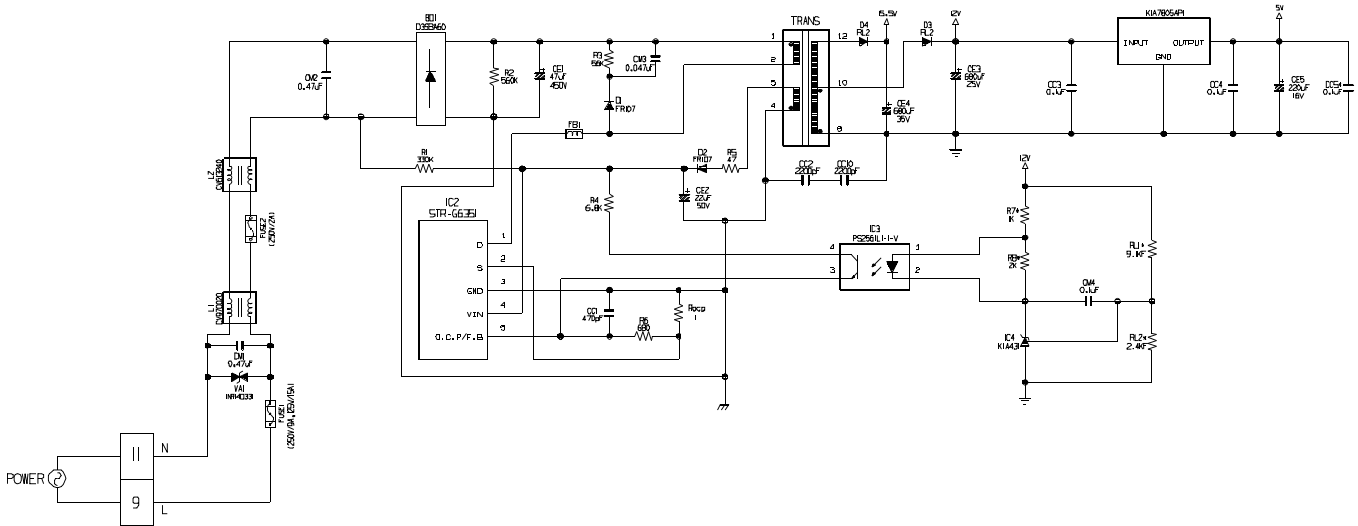 BD1
D3SBA60
TRANS
D4
RL2
15.5V
D3
RL2
12V
KIA7805API
5V
1
12
INPUT
OUTPUT
GND
CM2
0.47uF
R2
560K
CE1
47uF
450V
R3
56K
CM3
0.047uF
2
CE3
680uF
25V
CC3
0.1uF
CC4
0.1uF
CE5
220uF
16V
0.1uF
5
10
D1
FR107
4
CE4
680uF
35V
FB1
8
R1
330K
D2
FR107
R5
47
CC2
2200pF
CC10
2200pF
12V
L2
CE2
22uF
50V
R4
6.8K
IC2
STR-G6351
FUSE2
(250V/2A)
IC3
PS2561L1-1-V
R7*
1K
RL1*
9.1KF
1
D
4
1
R8*
2K
2
S
3
2
3
GND
CM4
0.1uF
L1
CV970020
CC1
470pF
Rocp
1
4
VIN
R6
680
5
O.C.P/F.B
IC4
KIA431
RL2*
2.4KF
CM1
0.47uF
VA1
INR14D331
FUSE1
POWER
11
N
9
L